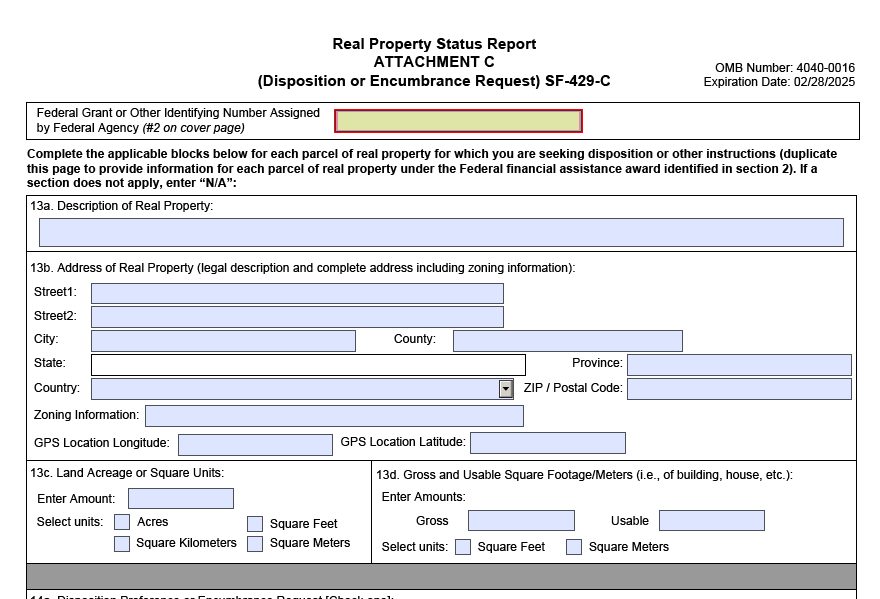 Real Property Status Report
ATTACHMENT C
(Disposition or Encumbrance Request) SF-429-C
OMB Number: 4040-0016
Expiration Date: 02/28/2025
Federal Grant or Other Identifying Number Assigned
by Federal Agency (#2 on cover page)
Complete the applicable blocks below for each parcel of real property for which you are seeking disposition or other instructions (duplicate
this page to provide information for each parcel of real property under the Federal financial assistance award identified in section 2). If a
section does not apply, enter “N/A”:
13a. Description of Real Property:
13b. Address of Real Property (legal description and complete address including zoning information):
Street1:
Street2:
City: County:
State: Province:
Country: ZIP / Postal Code:
Zoning Information:
GPS Location Longitude: GPS Location Latitude:
13c. Land Acreage or Square Units:
Enter Amount:
Select units: Acres Square Feet
Square Kilometers Square Meters
13d. Gross and Usable Square Footage/Meters (i.e., of building, house, etc.):
Enter Amounts:
Gross Usable
Select units: Square Feet Square Meters
14a. Disposition Preference or Encumbrance Request [Check one]: